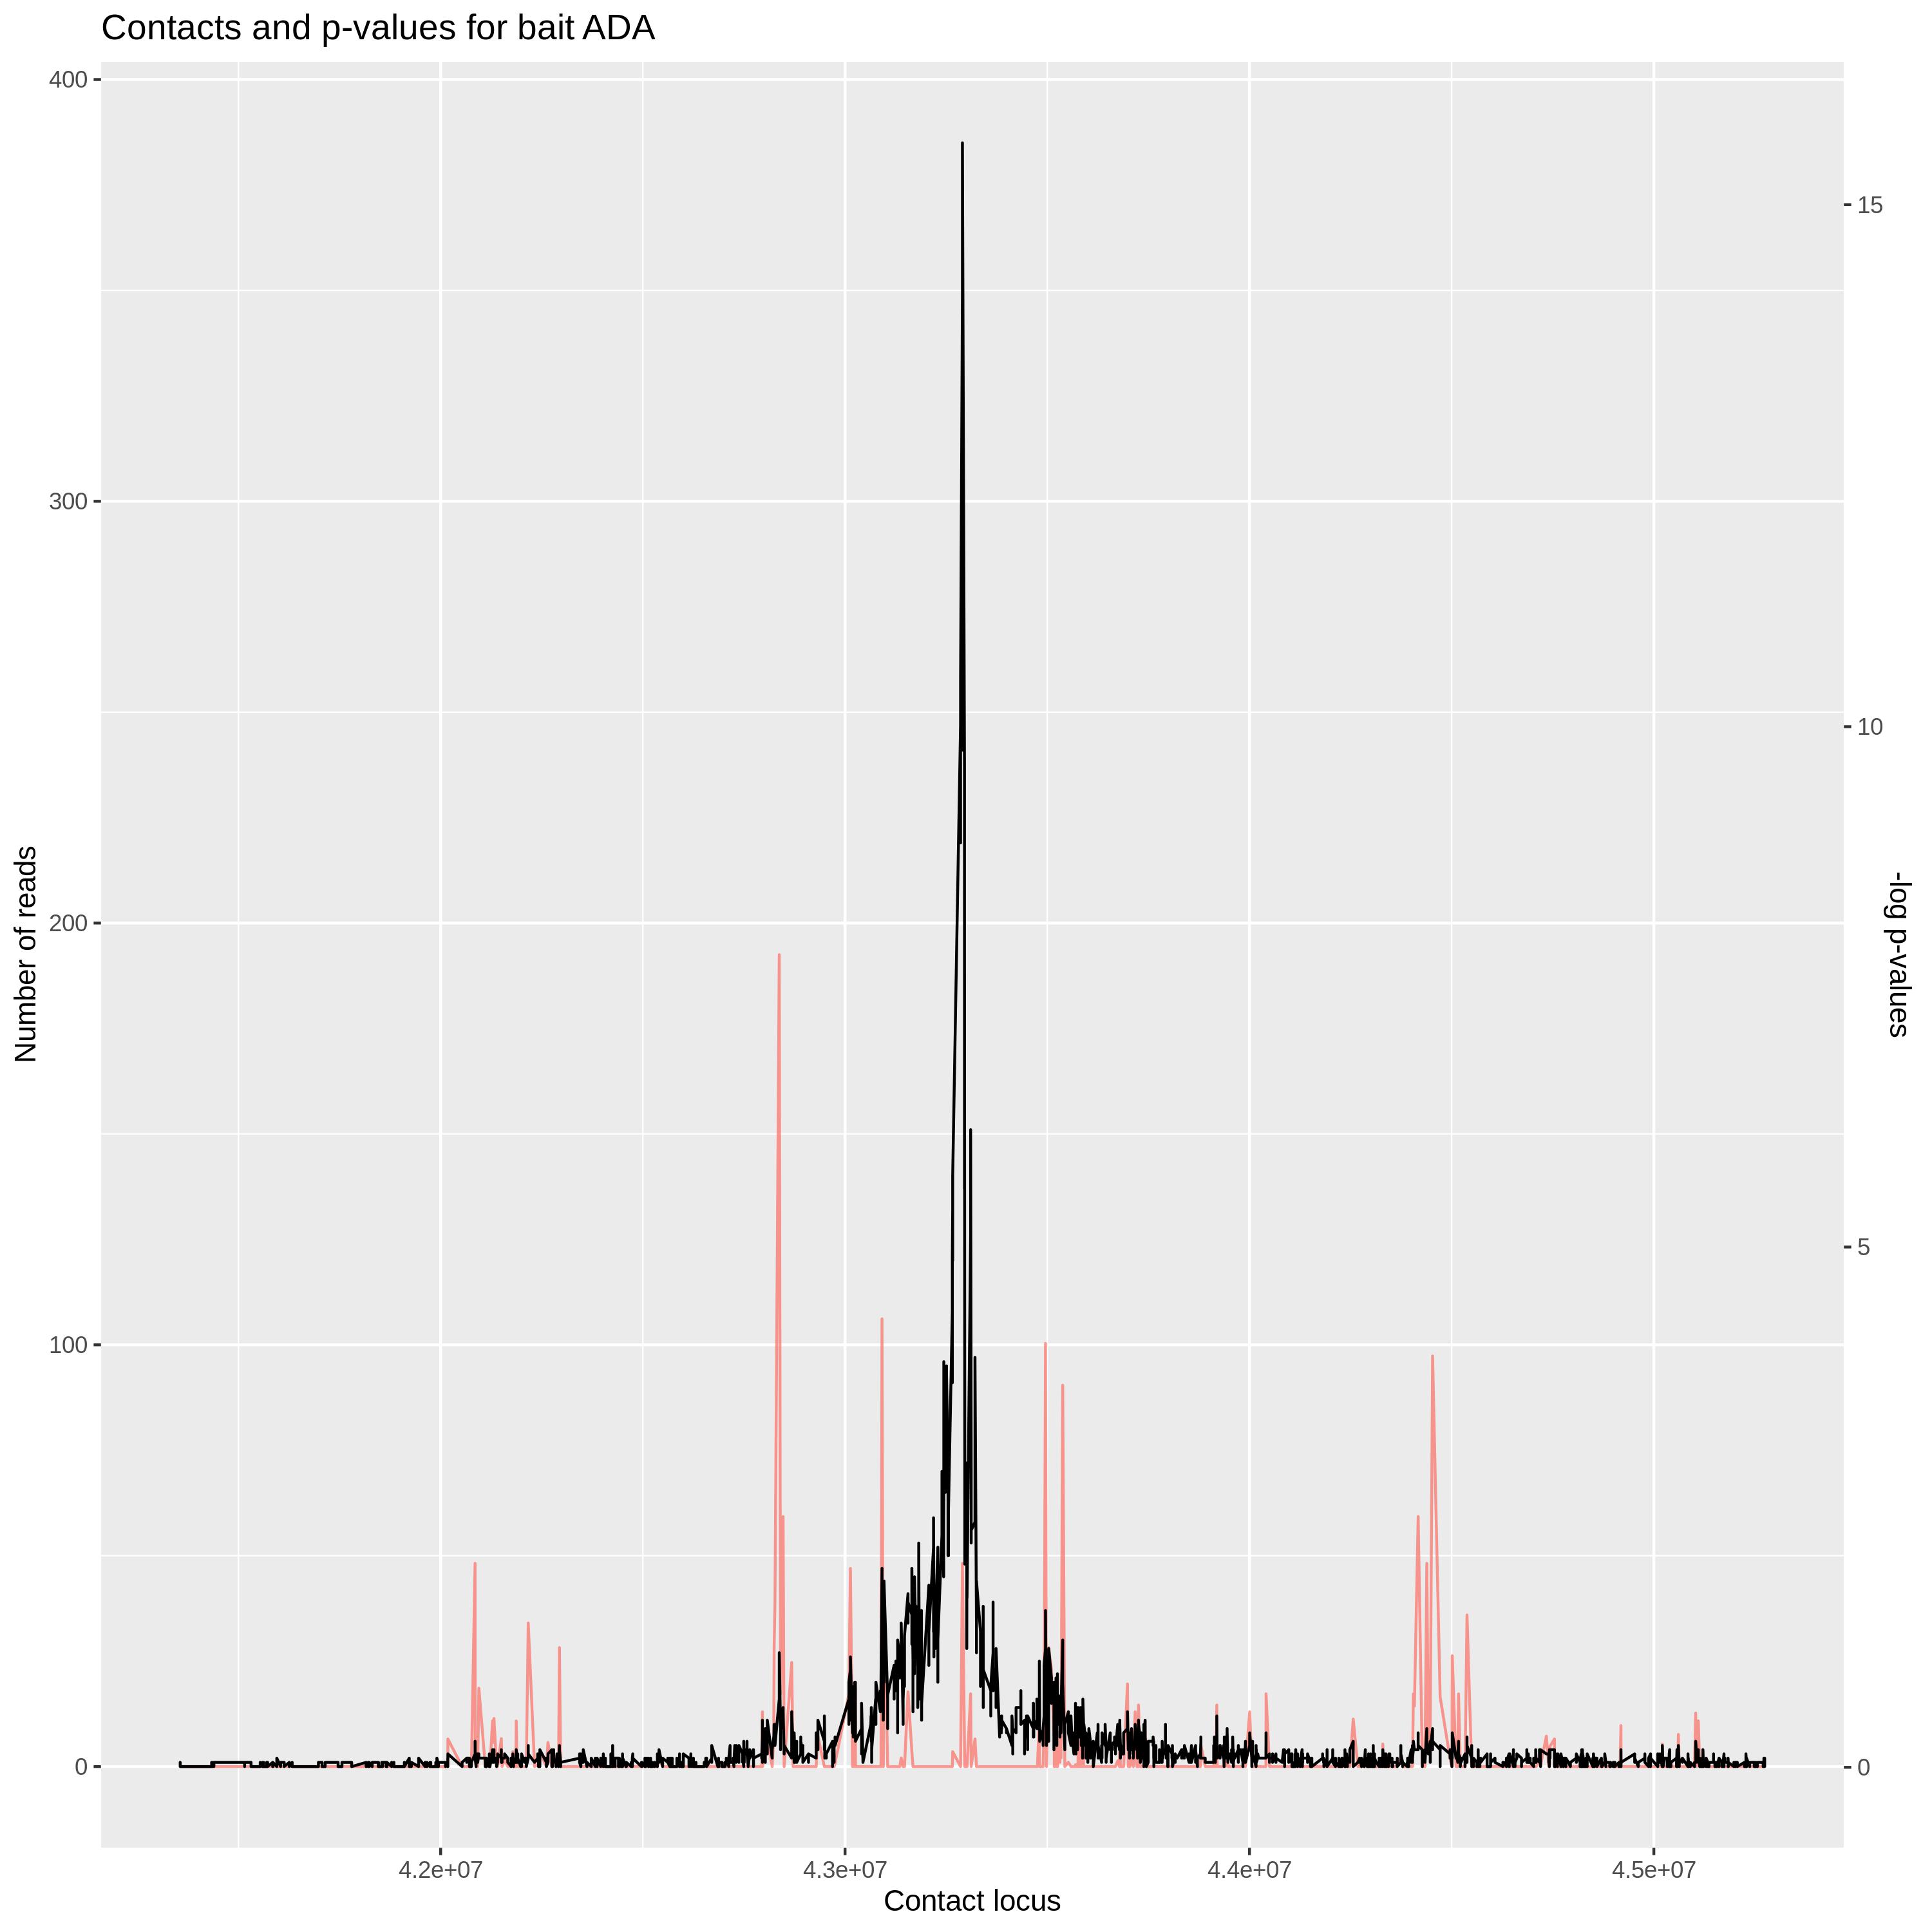 Contacts and p-values for bait ADA
400
300
200
100
0
Number of reads
15
10
5
0
-log p-values
4.2e+07
4.3e+07
4.4e+07
4.5e+07
Contact locus